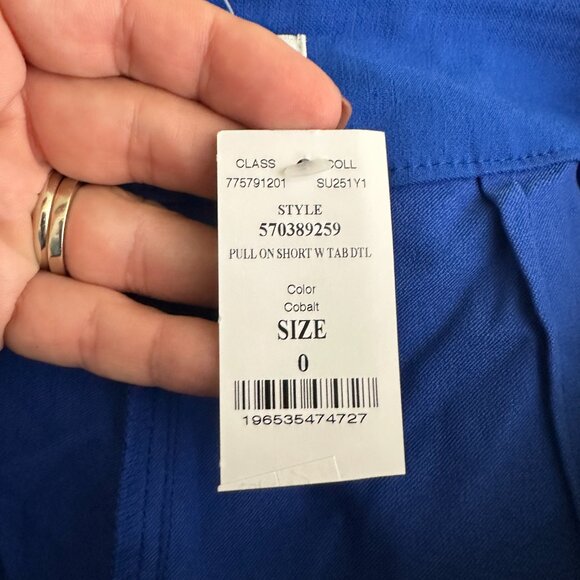 CLASS COLL
775791201 SU251Y1
STYLE
570389259
PULL ON SHORT W TAB DTL
Color
Cobalt
SIZE
0
196535474727